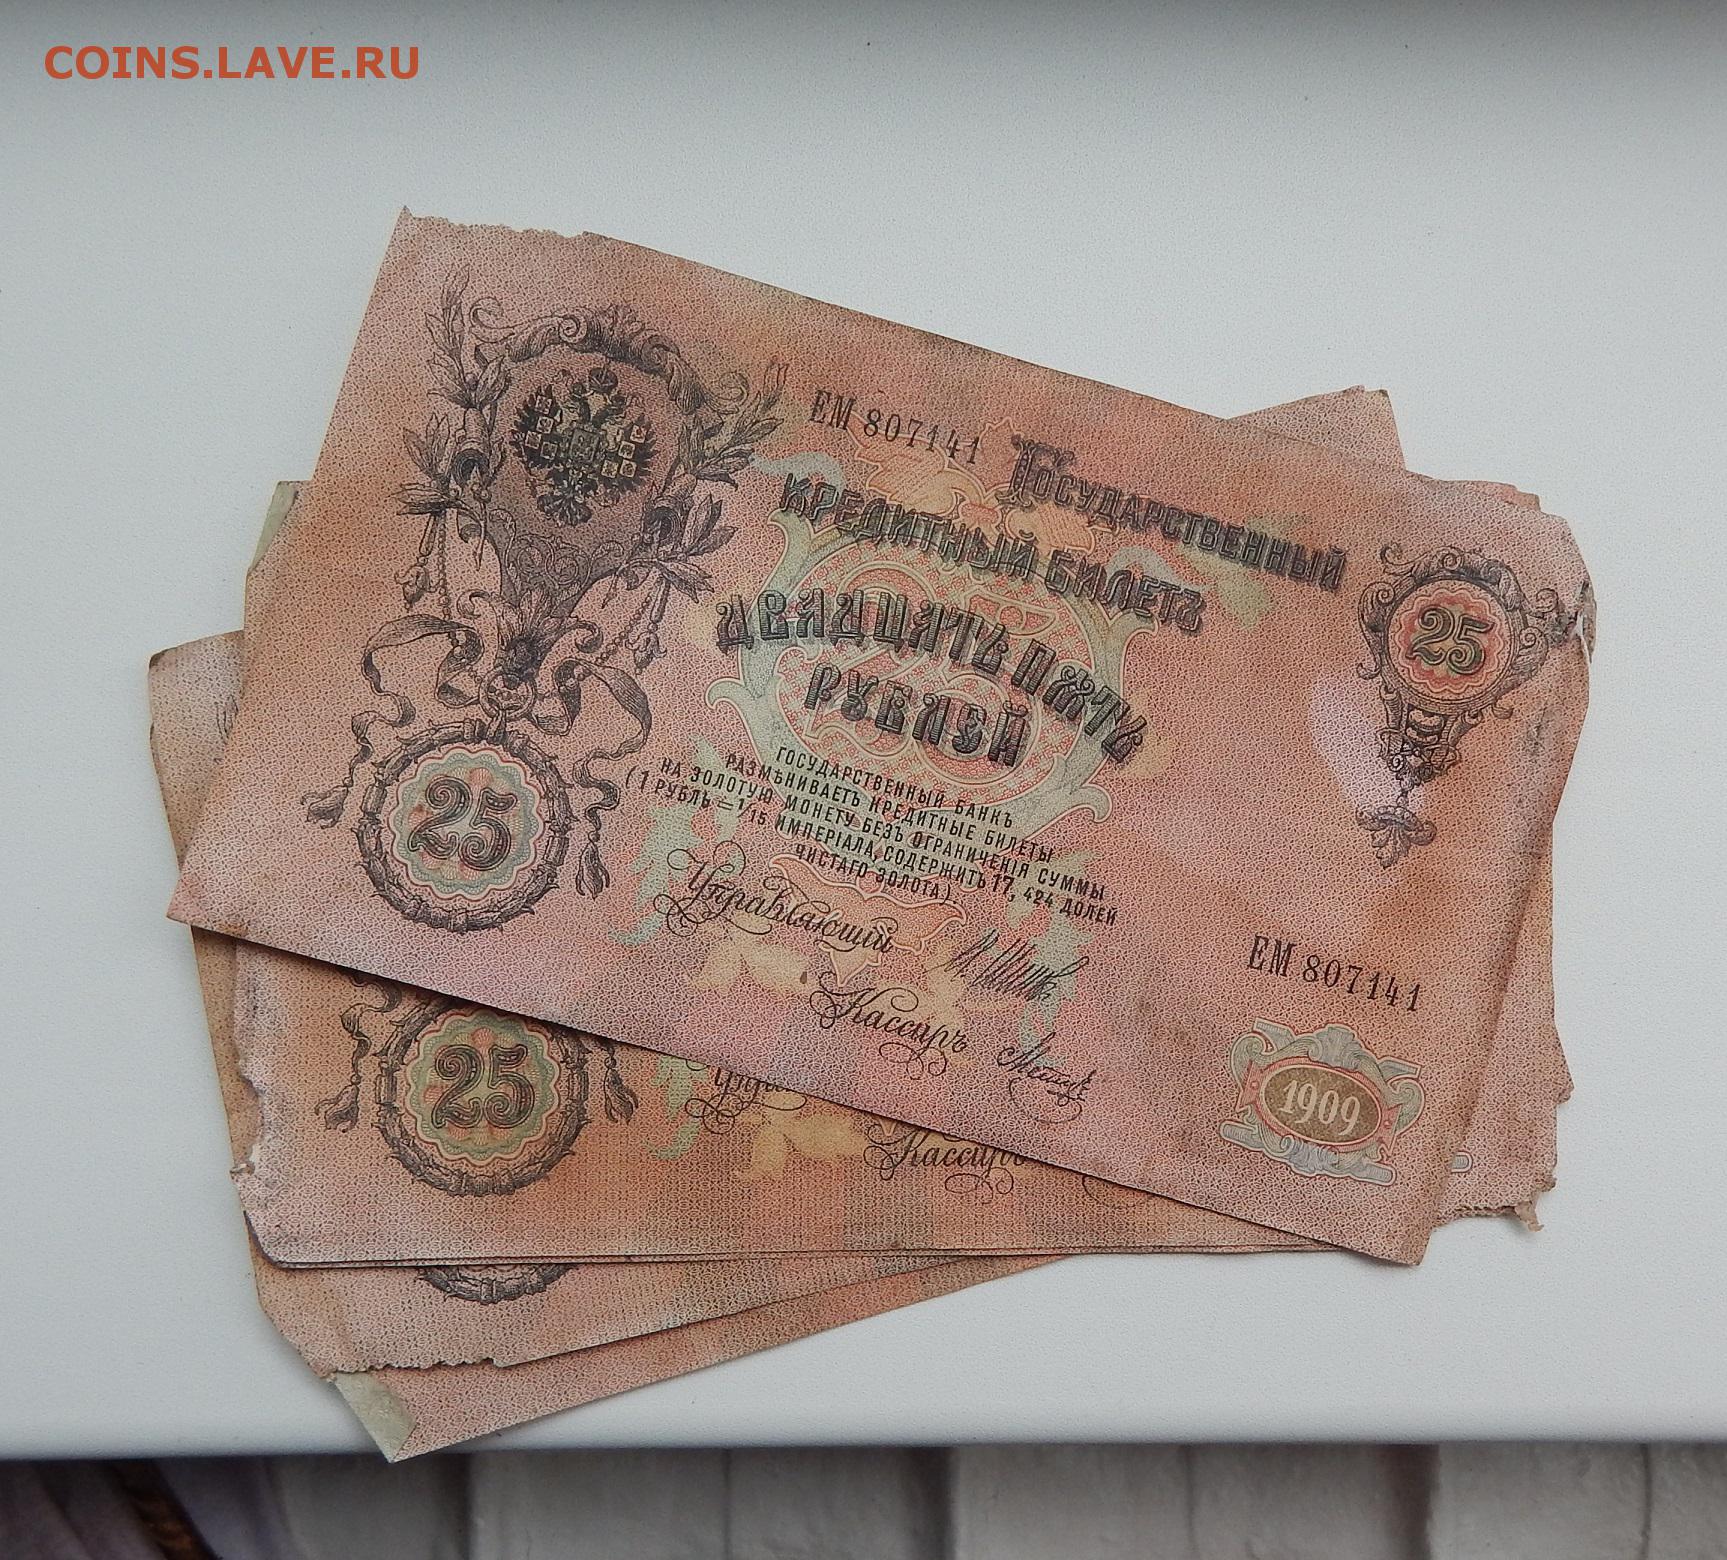 COINS.LAVE.RU
ЕМ 807141
ГОСУДАРСТВЕННЫЙ
КРЕДИТНЫЙ БИЛЕТЪ
ДВАДЦАТЬ ПЯТЬ
РУБЛЕЙ
25
ГОСУДАРСТВЕННЫЙ БАНКЪ
РАЗМѢНИВАЕТЪ КРЕДИТНЫЕ БИЛЕТЫ
НА ЗОЛОТУЮ МОНЕТУ БЕЗЪ ОГРАНИЧЕНІЯ СУММЫ
(1 РУБЛЬ = 1/15 ИМПЕРІАЛА, СОДЕРЖИТЪ 17, 424 ДОЛЕЙ
ЧИСТАГО ЗОЛОТА).
25
Управляющій
Кассиръ
ЕМ 807141
1909
25
Кассиръ